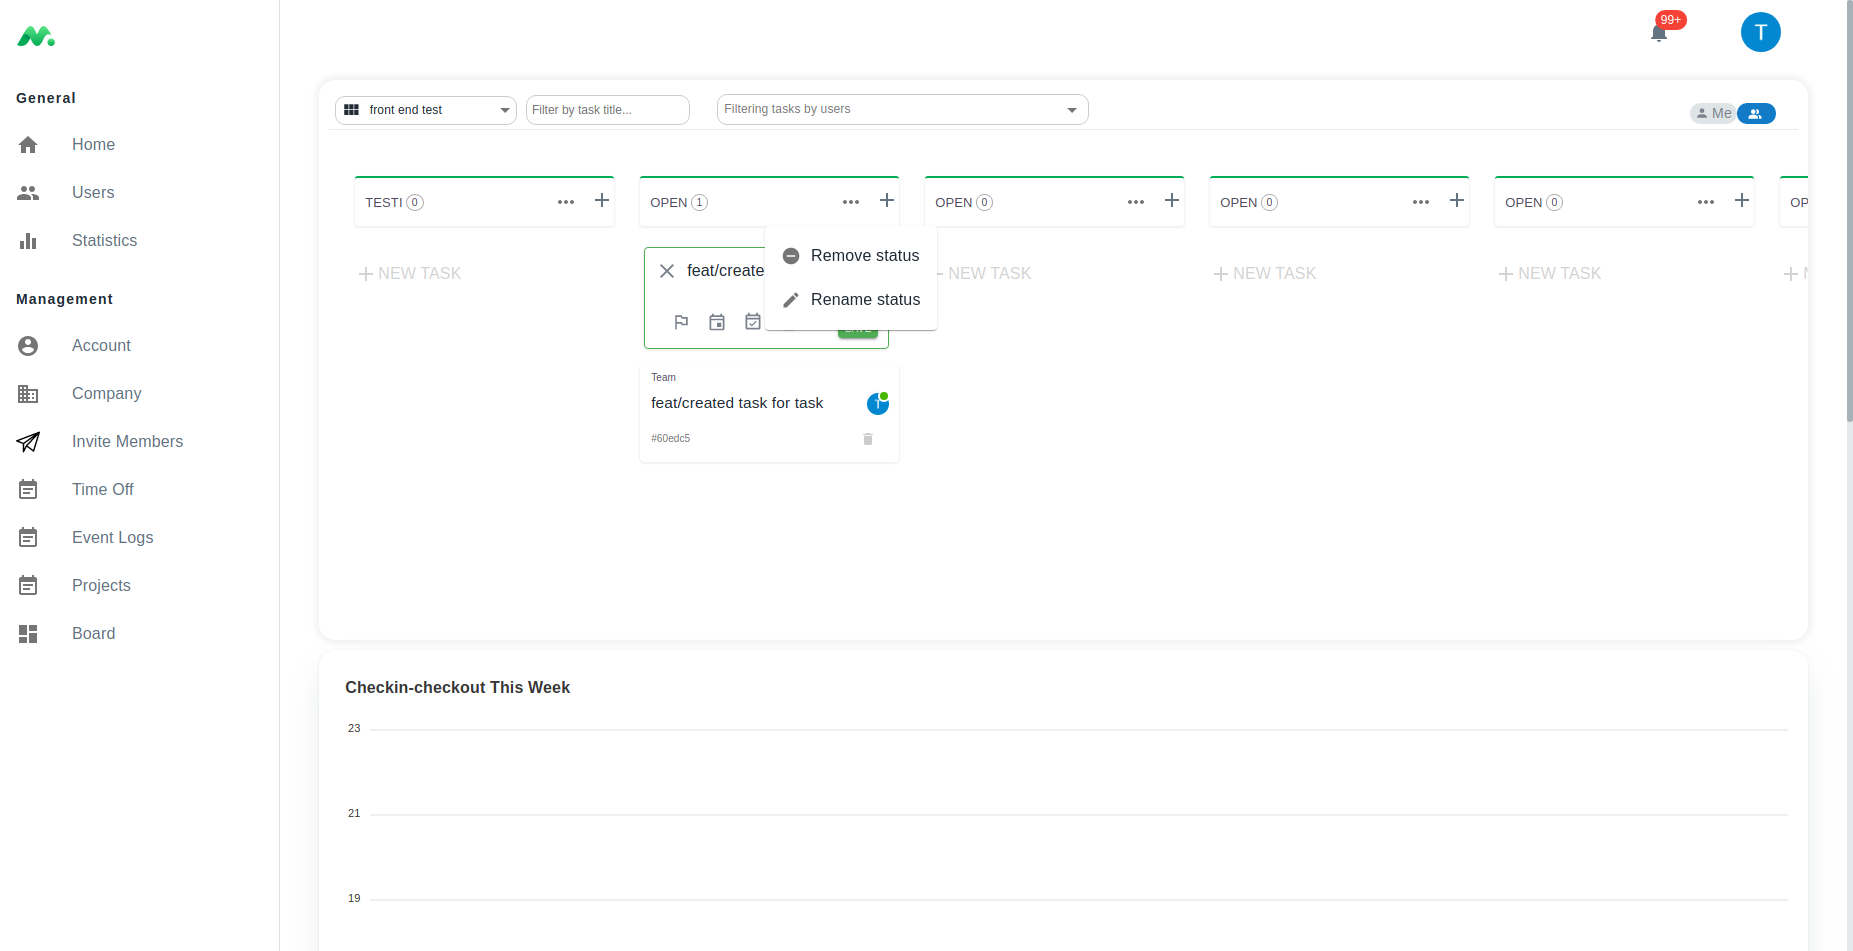 99+
T
General
Home
Users
Statistics
Management
Account
Company
Invite Members
Time Off
Event Logs
Projects
Board
front end test
Filter by task title...
Filtering tasks by users
Me
TESTI 0
OPEN 1
OPEN 0
OPEN 0
OPEN 0
OP
NEW TASK
feat/create
Remove status
Rename status
NEW TASK
NEW TASK
NEW TASK
Team
feat/created task for task
T
#60edc5
Checkin-checkout This Week
23
21
19